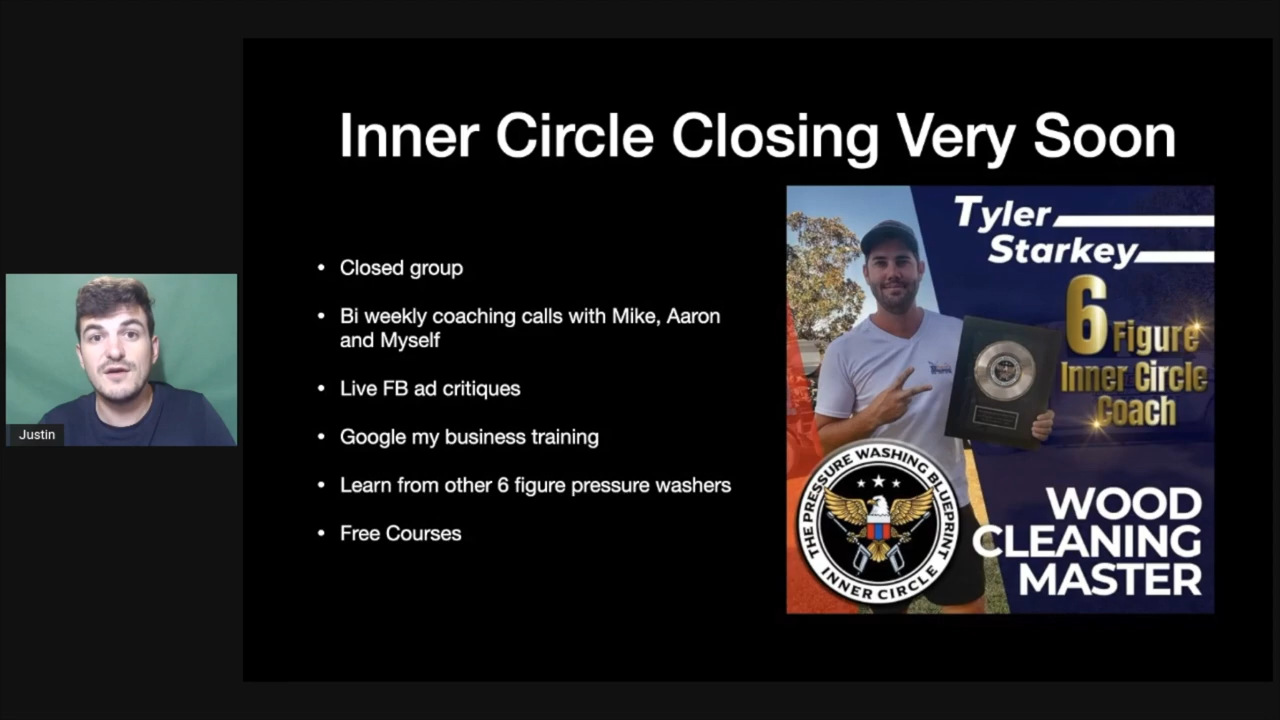 Inner Circle Closing Very Soon
• Closed group
• Bi weekly coaching calls with Mike, Aaron
and Myself
• Live FB ad critiques
• Google my business training
• Learn from other 6 figure pressure washers
• Free Courses
Tyler
Starkey
6 Figure
Inner Circle
Coach
THE PRESSURE WASHING BLUEPRINT
INNER CIRCLE
WOOD
CLEANING
MASTER
Justin